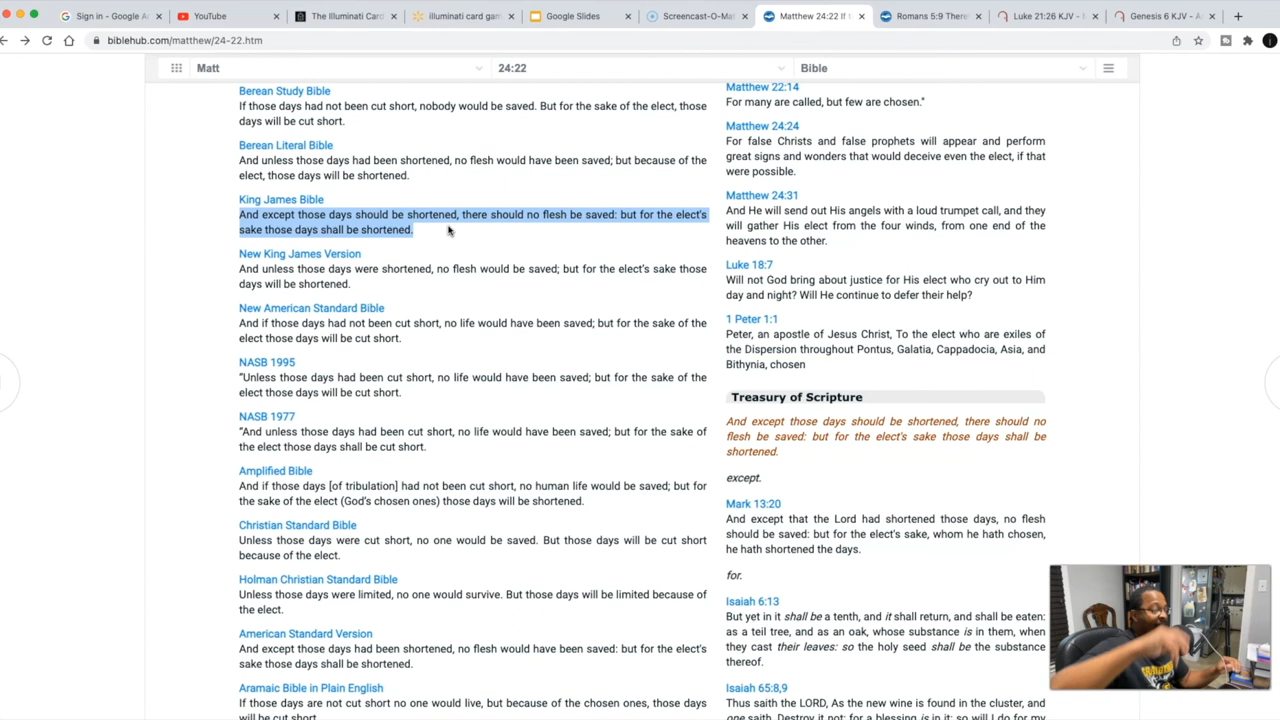 Sign in - Google A
YouTube
The Illuminati Card
illuminati card gam
Google Slides
Screencast-O-Mat
Matthew 24:22 If t
Romans 5:9 There
Luke 21:26 KJV - M
Genesis 6 KJV - A
biblehub.com/matthew/24-22.htm
Matt
24:22
Bible
Berean Study Bible
If those days had not been cut short, nobody would be saved. But for the sake of the elect, those
days will be cut short.
Berean Literal Bible
And unless those days had been shortened, no flesh would have been saved; but because of the
elect, those days will be shortened.
King James Bible
And except those days should be shortened, there should no flesh be saved: but for the elect's
sake those days shall be shortened.
New King James Version
And unless those days were shortened, no flesh would be saved; but for the elect's sake those
days will be shortened.
New American Standard Bible
And if those days had not been cut short, no life would have been saved; but for the sake of the
elect those days will be cut short.
NASB 1995
“Unless those days had been cut short, no life would have been saved; but for the sake of the
elect those days will be cut short.
NASB 1977
“And unless those days had been cut short, no life would have been saved; but for the sake of
the elect those days shall be cut short.
Amplified Bible
And if those days [of tribulation] had not been cut short, no human life would be saved; but for
the sake of the elect (God's chosen ones) those days will be shortened.
Christian Standard Bible
Unless those days were cut short, no one would be saved. But those days will be cut short
because of the elect.
Holman Christian Standard Bible
Unless those days were limited, no one would survive. But those days will be limited because of
the elect.
American Standard Version
And except those days had been shortened, no flesh would have been saved: but for the elect's
sake those days shall be shortened.
Aramaic Bible in Plain English
If those days are not cut short no one would live, but because of the chosen ones, those days
will be cut short.
Matthew 22:14
For many are called, but few are chosen."
Matthew 24:24
For false Christs and false prophets will appear and perform
great signs and wonders that would deceive even the elect, if that
were possible.
Matthew 24:31
And He will send out His angels with a loud trumpet call, and they
will gather His elect from the four winds, from one end of the
heavens to the other.
Luke 18:7
Will not God bring about justice for His elect who cry out to Him
day and night? Will He continue to defer their help?
1 Peter 1:1
Peter, an apostle of Jesus Christ, To the elect who are exiles of
the Dispersion throughout Pontus, Galatia, Cappadocia, Asia, and
Bithynia, chosen
Treasury of Scripture
And except those days should be shortened, there should no
flesh be saved: but for the elect's sake those days shall be
shortened.
except.
Mark 13:20
And except that the Lord had shortened those days, no flesh
should be saved: but for the elect's sake, whom he hath chosen,
he hath shortened the days.
for.
Isaiah 6:13
But yet in it shall be a tenth, and it shall return, and shall be eaten:
as a teil tree, and as an oak, whose substance is in them, when
they cast their leaves: so the holy seed shall be the substance
thereof.
Isaiah 65:8,9
Thus saith the LORD, As the new wine is found in the cluster, and
one saith, Destroy it not; for a blessing is in it: so will I do for my